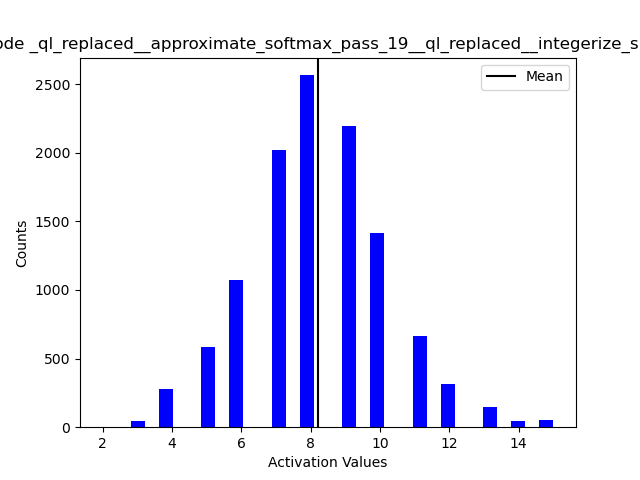 ode _ql_replaced__approximate_softmax_pass_19__ql_replaced__integerize_s
Mean
Counts
2500
2000
1500
1000
500
0
2 4 6 8 10 12 14
Activation Values